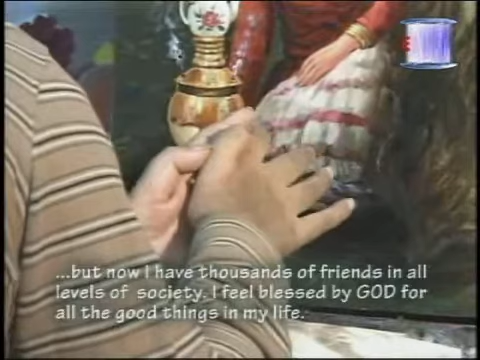 ...but now I have thousands of friends in all
levels of society. I feel blessed by GOD for
all the good things in my life.